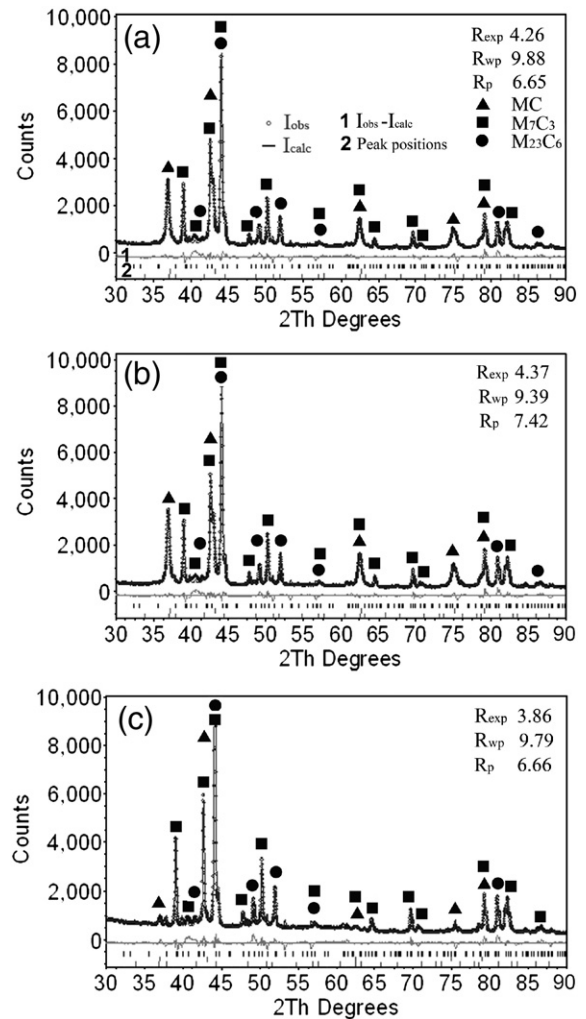 (a)
10,000
8,000
6,000
4,000
2,000
0
Counts
Rexp 4.26
Rwp 9.88
Rp 6.65
MC
M7C3
M23C6
Iobs
Icalc
1 Iobs-Icalc
2 Peak positions
1
2
30 35 40 45 50 55 60 65 70 75 80 85 90
2Th Degrees
(b)
10,000
8,000
6,000
4,000
2,000
0
Counts
Rexp 4.37
Rwp 9.39
Rp 7.42
30 35 40 45 50 55 60 65 70 75 80 85 90
2Th Degrees
(c)
10,000
8,000
6,000
4,000
2,000
0
Counts
Rexp 3.86
Rwp 9.79
Rp 6.66
30 35 40 45 50 55 60 65 70 75 80 85 90
2Th Degrees